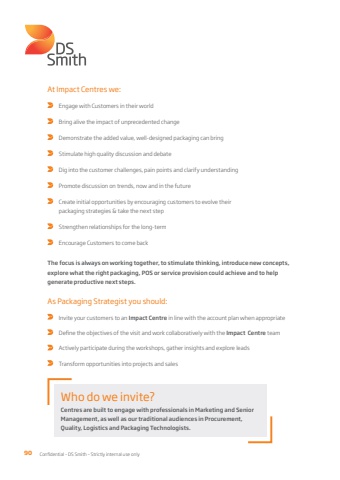 DS
Smith
At Impact Centres we:
Engage with Customers in their world
Bring alive the impact of unprecedented change
Demonstrate the added value, well-designed packaging can bring
Stimulate high quality discussion and debate
Dig into the customer challenges, pain points and clarify understanding
Promote discussion on trends, now and in the future
Create initial opportunities by encouraging customers to evolve their
packaging strategies & take the next step
Strengthen relationships for the long-term
Encourage Customers to come back
The focus is always on working together, to stimulate thinking, introduce new concepts,
explore what the right packaging, POS or service provision could achieve and to help
generate productive next steps.
As Packaging Strategist you should:
Invite your customers to an Impact Centre in line with the account plan when appropriate
Define the objectives of the visit and work collaboratively with the Impact Centre team
Actively participate during the workshops, gather insights and explore leads
Transform opportunities into projects and sales
Who do we invite?
Centres are built to engage with professionals in Marketing and Senior
Management, as well as our traditional audiences in Procurement,
Quality, Logistics and Packaging Technologists.
90 Confidential - DS Smith - Strictly internal use only.